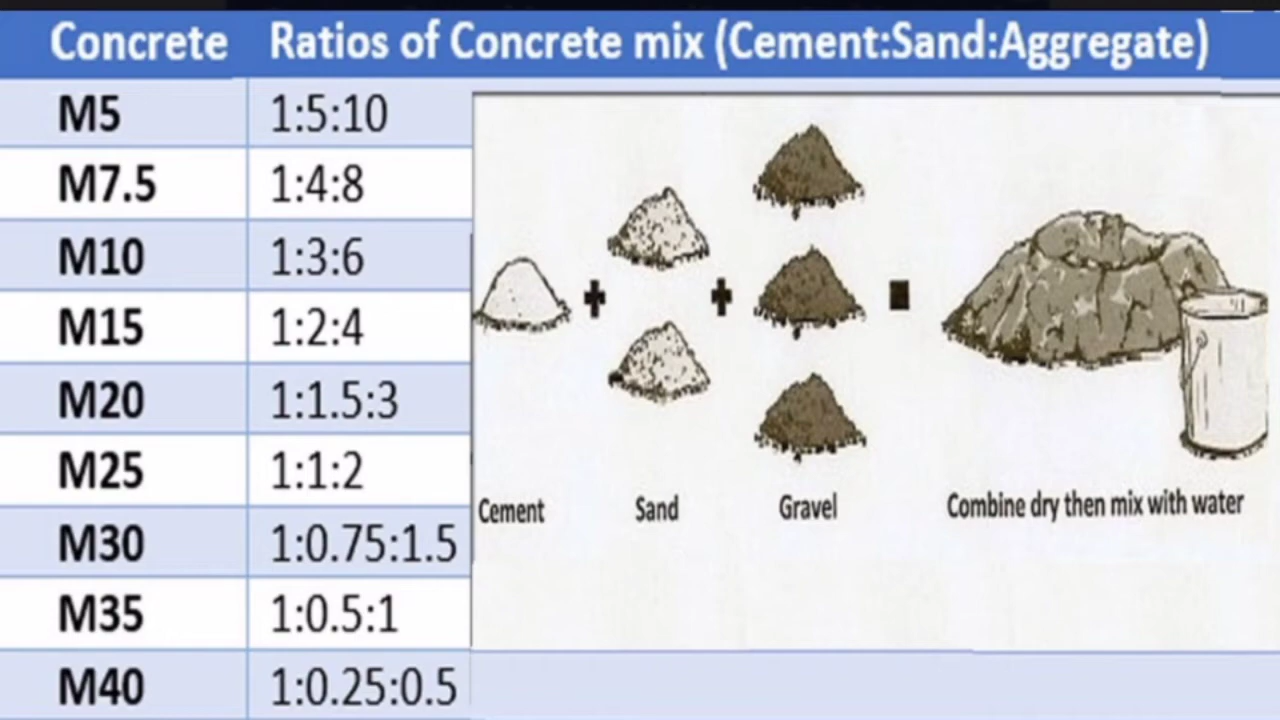 Concrete Ratios of Concrete mix (Cement:Sand:Aggregate)
M5 1:5:10
M7.5 1:4:8
M10 1:3:6
M15 1:2:4
M20 1:1.5:3
M25 1:1:2
M30 1:0.75:1.5
M35 1:0.5:1
M40 1:0.25:0.5
Cement Sand Gravel Combine dry then mix with water